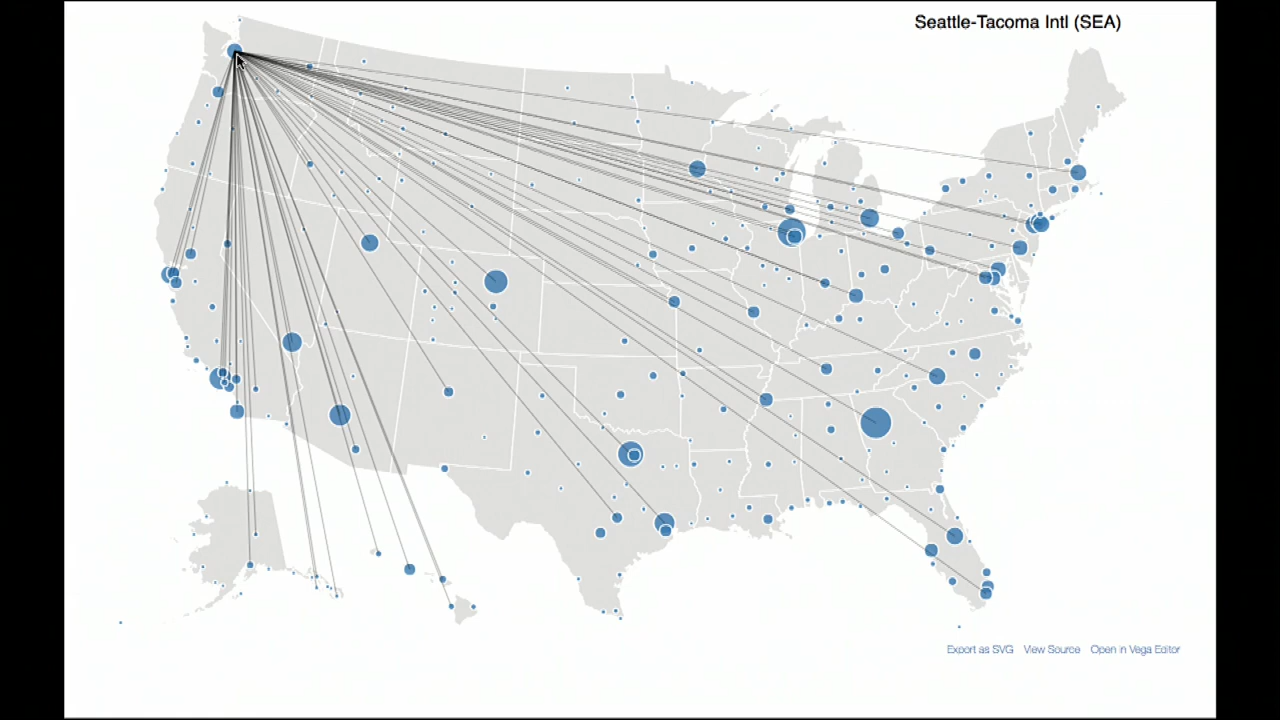 Seattle-Tacoma Intl (SEA)
Export as SVG View Source Open in Vega Editor